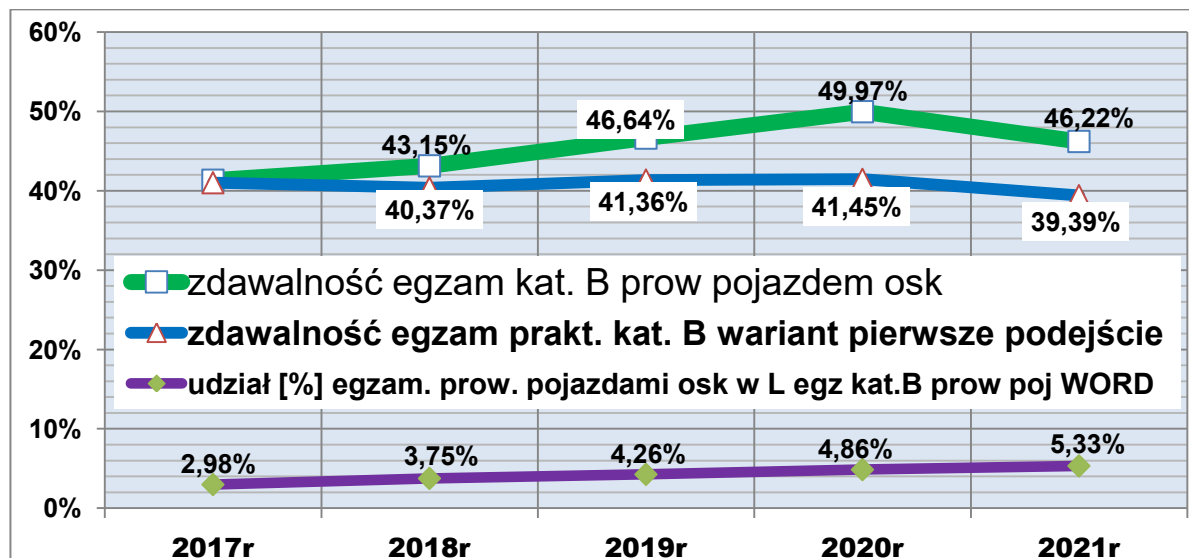 60%
50%
40%
30%
20%
10%
0%
43,15%
46,64%
49,97%
46,22%
40,37%
41,36%
41,45%
39,39%
zdawalność egzam kat. B prow pojazdem osk
zdawalność egzam prakt. kat. B wariant pierwsze podejście
udział [%] egzam. prow. pojazdami osk w L egz kat.B prow poj WORD
2,98%
3,75%
4,26%
4,86%
5,33%
2017r
2018r
2019r
2020r
2021r